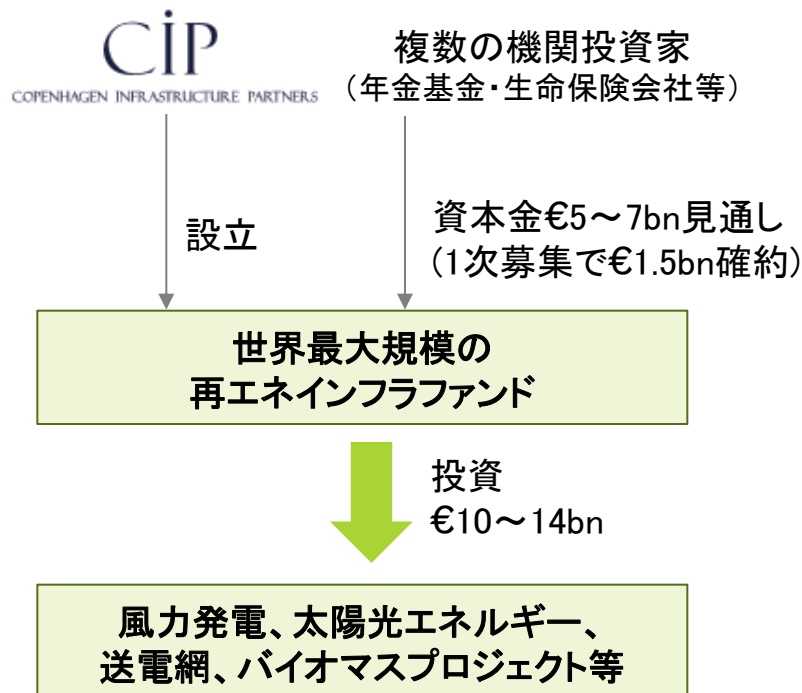 CIP
COPENHAGEN INFRASTRUCTURE PARTNERS
複数の機関投資家
（年金基金・生命保険会社等）
設立
資本金€5～7bn見通し
（1次募集で€1.5bn確約）
世界最大規模の
再エネインフラファンド
投資
€10～14bn
風力発電、太陽光エネルギー、
送電網、バイオマスプロジェクト等